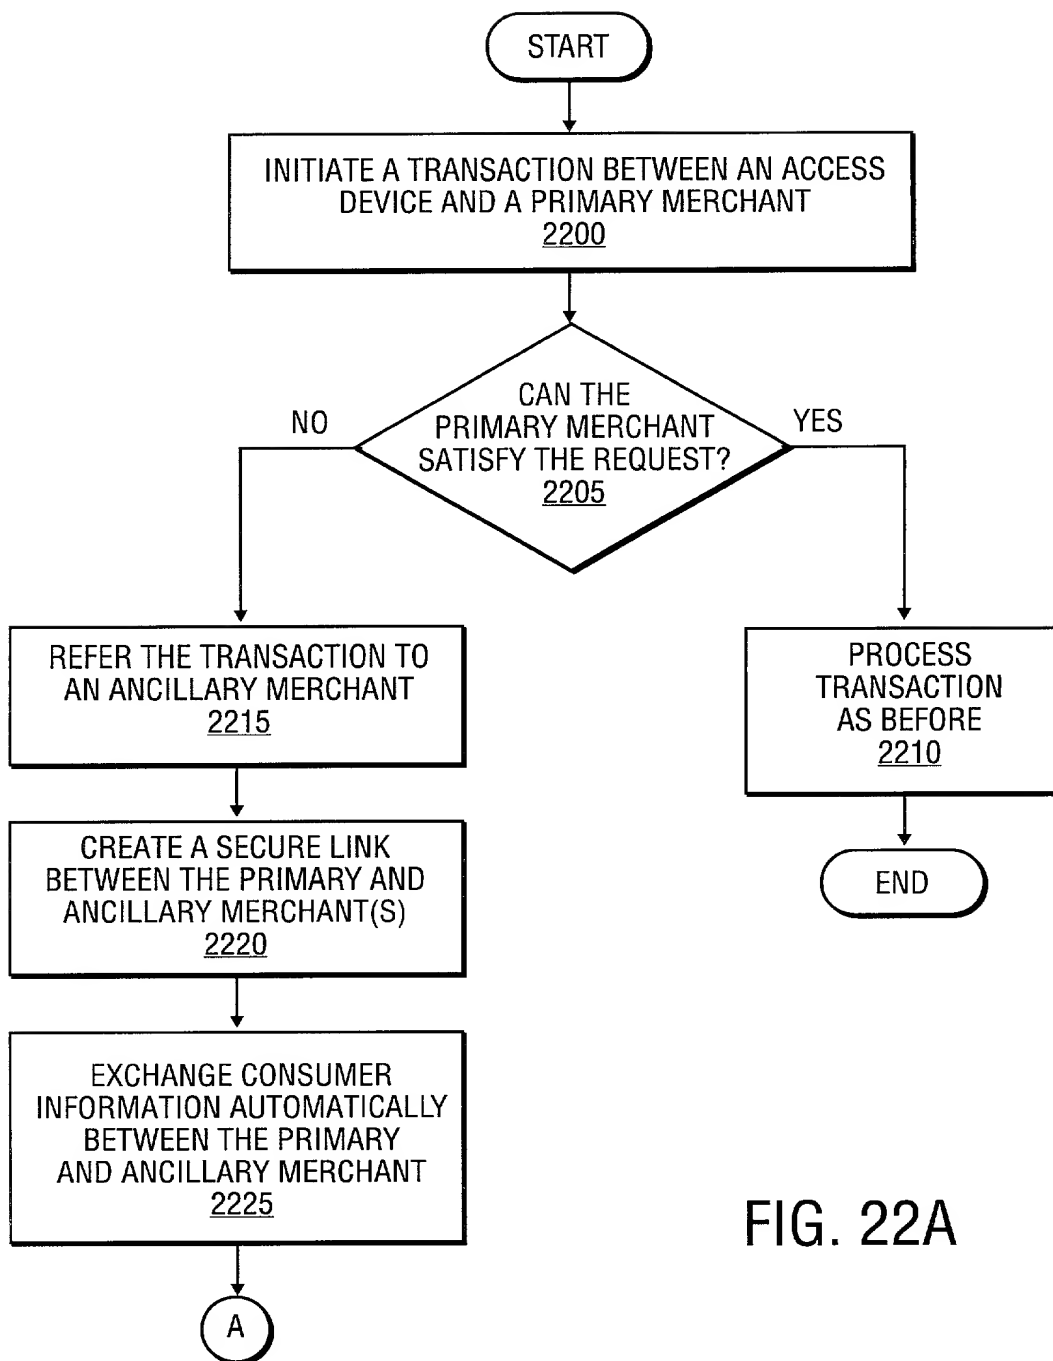 START
INITIATE A TRANSACTION BETWEEN AN ACCESS
DEVICE AND A PRIMARY MERCHANT
2200
CAN THE
PRIMARY MERCHANT
SATISFY THE REQUEST?
2205
NO
YES
REFER THE TRANSACTION TO
AN ANCILLARY MERCHANT
2215
PROCESS
TRANSACTION
AS BEFORE
2210
CREATE A SECURE LINK
BETWEEN THE PRIMARY AND
ANCILLARY MERCHANT(S)
2220
END
EXCHANGE CONSUMER
INFORMATION AUTOMATICALLY
BETWEEN THE PRIMARY
AND ANCILLARY MERCHANT
2225
A
FIG. 22A